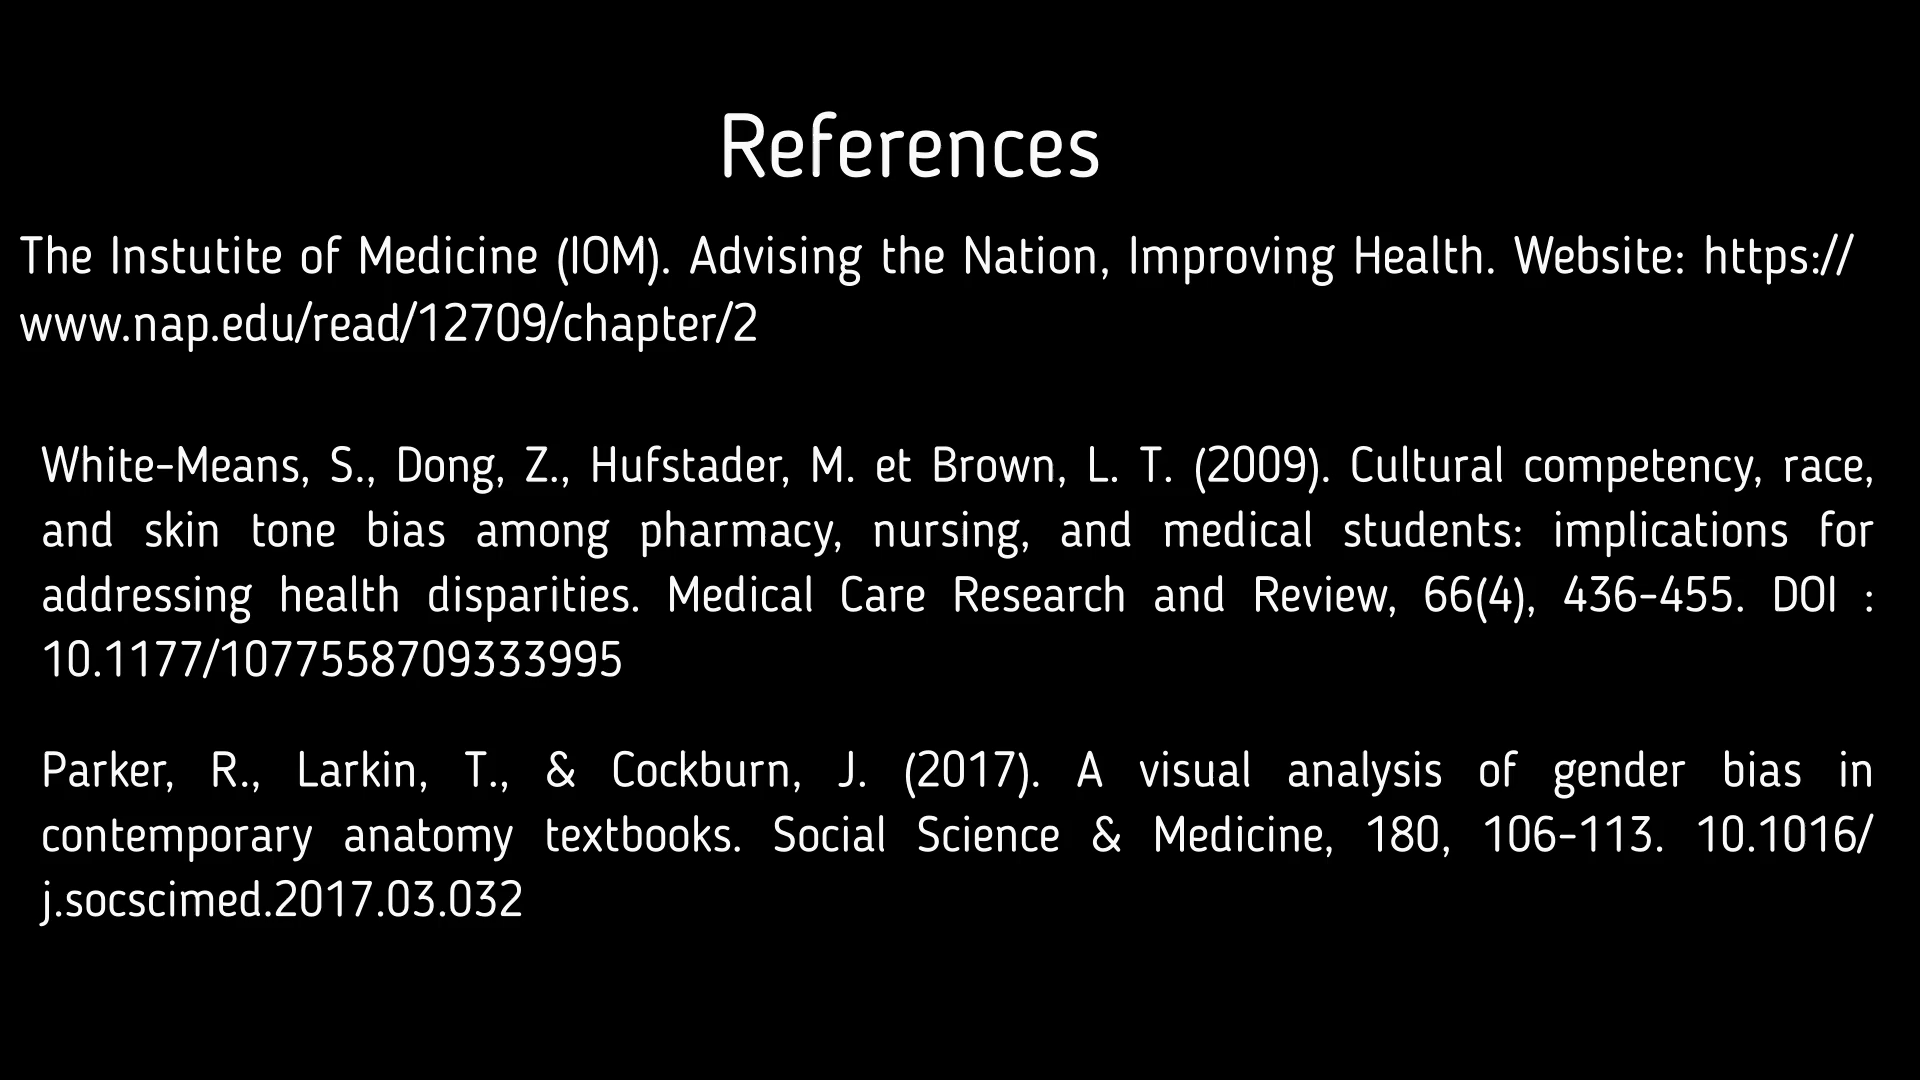 References
The Instutite of Medicine (IOM). Advising the Nation, Improving Health. Website: https://
www.nap.edu/read/12709/chapter/2
White-Means, S., Dong, Z., Hufstader, M. et Brown, L. T. (2009). Cultural competency, race,
and skin tone bias among pharmacy, nursing, and medical students: implications for
addressing health disparities. Medical Care Research and Review, 66(4), 436-455. DOI :
10.1177/1077558709333995
Parker, R., Larkin, T., & Cockburn, J. (2017). A visual analysis of gender bias in
contemporary anatomy textbooks. Social Science & Medicine, 180, 106-113. 10.1016/
j.socscimed.2017.03.032